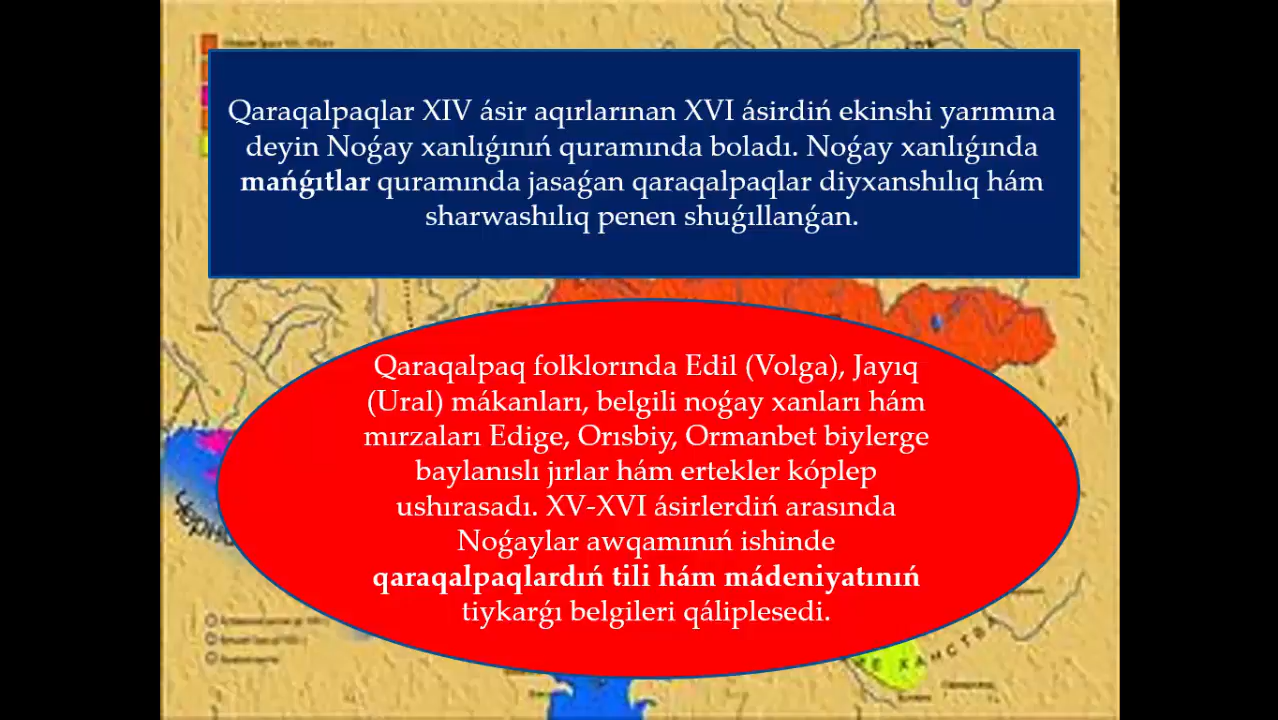 Qaraqalpaqlar XIV ásir aqırlarınan XVI ásirdiń ekinshi yarımına
deyin Noǵay xanlıǵınıń quramında boladı. Noǵay xanlıǵında
mańǵıtlar quramında jasaǵan qaraqalpaqlar diyxanshılıq hám
sharwashılıq penen shuǵıllanǵan.
Qaraqalpaq folklorında Edil (Volga), Jayıq
(Ural) mákanları, belgili noǵay xanları hám
mırzaları Edige, Orısbiy, Ormanbet biylerge
baylanıslı jırlar hám ertekler kóplep
ushırasadı. XV-XVI ásirlerdiń arasında
Noǵaylar awqamınıń ishinde
qaraqalpaqlardıń tili hám mádeniyatınıń
tiykarǵı belgileri qáliplesedi.
ХАНСТВА